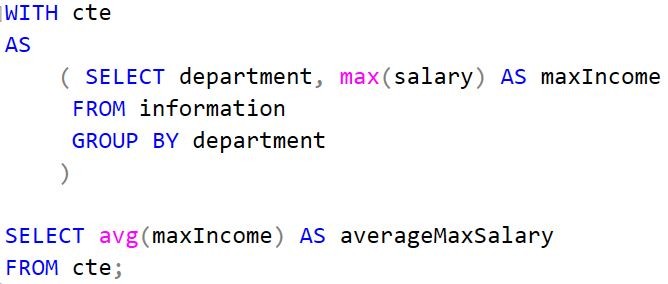 WITH cte
AS
( SELECT department, max(salary) AS maxIncome
FROM information
GROUP BY department
)
SELECT avg(maxIncome) AS averageMaxSalary
FROM cte;